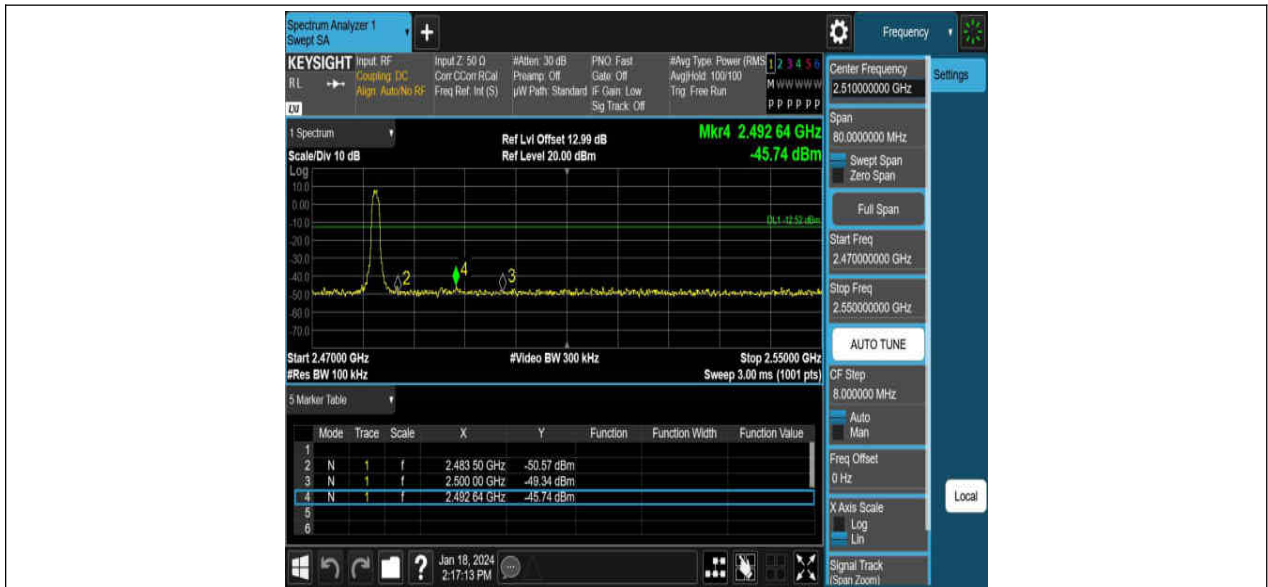 Spectrum Analyzer 1
Swept SA
+
Frequency
KEYSIGHT
RL
LXI
Input: RF
Coupling: DC
Align: Auto/No RF
Input Z: 50 Ω
Corr CCorr RCal
Freq Ref: Int (S)
#Atten: 30 dB
Preamp: Off
µW Path: Standard
PNO: Fast
Gate: Off
IF Gain: Low
Sig Track: Off
#Avg Type: Power (RMS
Avg|Hold: 100/100
Trig: Free Run
1 2 3 4 5 6
M W W W W W
P P P P P P
1 Spectrum
Scale/Div 10 dB
Ref Lvl Offset 12.99 dB
Ref Level 20.00 dBm
Mkr4 2.492 64 GHz
-45.74 dBm
Log
10.0
0.00
-10.0
-20.0
-30.0
-40.0
-50.0
-60.0
-70.0
DL1 -12.52 dBm
2
4
3
Start 2.47000 GHz
#Res BW 100 kHz
#Video BW 300 kHz
Stop 2.55000 GHz
Sweep 3.00 ms (1001 pts)
5 Marker Table
Mode Trace Scale X Y Function Function Width Function Value
1
2 N 1 f 2.483 50 GHz -50.57 dBm
3 N 1 f 2.500 00 GHz -49.34 dBm
4 N 1 f 2.492 64 GHz -45.74 dBm
5
6
?
Jan 18, 2024
2:17:13 PM
Center Frequency
2.510000000 GHz
Settings
Span
80.0000000 MHz
Swept Span
Zero Span
Full Span
Start Freq
2.470000000 GHz
Stop Freq
2.550000000 GHz
AUTO TUNE
CF Step
8.000000 MHz
Auto
Man
Freq Offset
0 Hz
X Axis Scale
Log
Lin
Signal Track
(Span Zoom)
Local